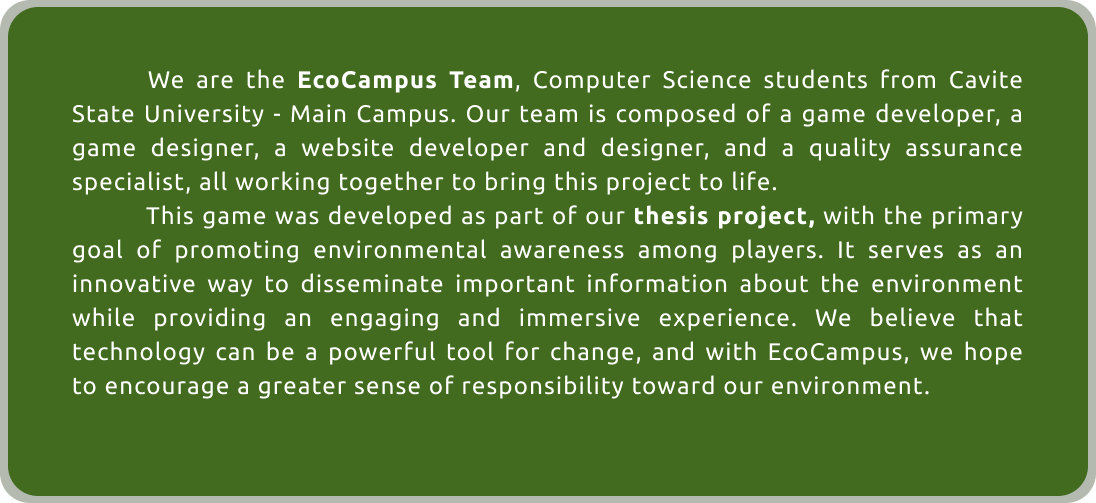 We are the EcoCampus Team, Computer Science students from Cavite
State University - Main Campus. Our team is composed of a game developer, a
game designer, a website developer and designer, and a quality assurance
specialist, all working together to bring this project to life.
This game was developed as part of our thesis project, with the primary
goal of promoting environmental awareness among players. It serves as an
innovative way to disseminate important information about the environment
while providing an engaging and immersive experience. We believe that
technology can be a powerful tool for change, and with EcoCampus, we hope
to encourage a greater sense of responsibility toward our environment.